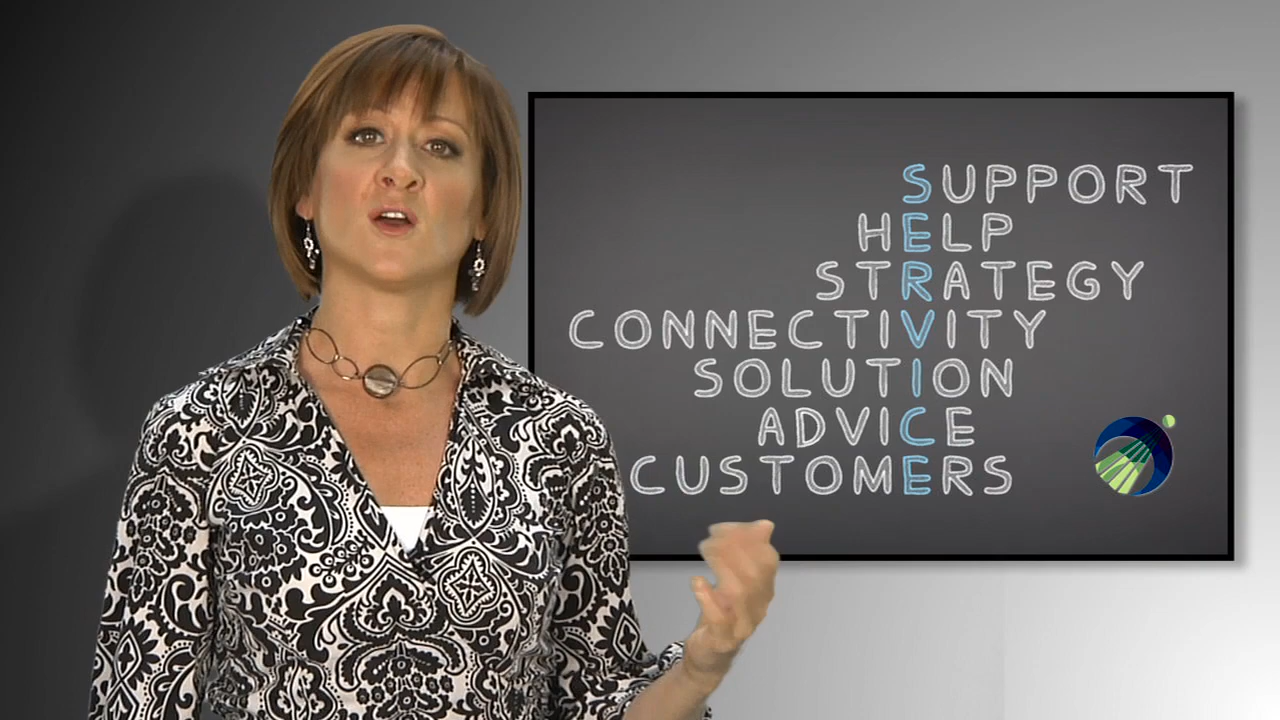 SUPPORT
HELP
STRATEGY
CONNECTIVITY
SOLUTION
ADVICE
CUSTOMERS